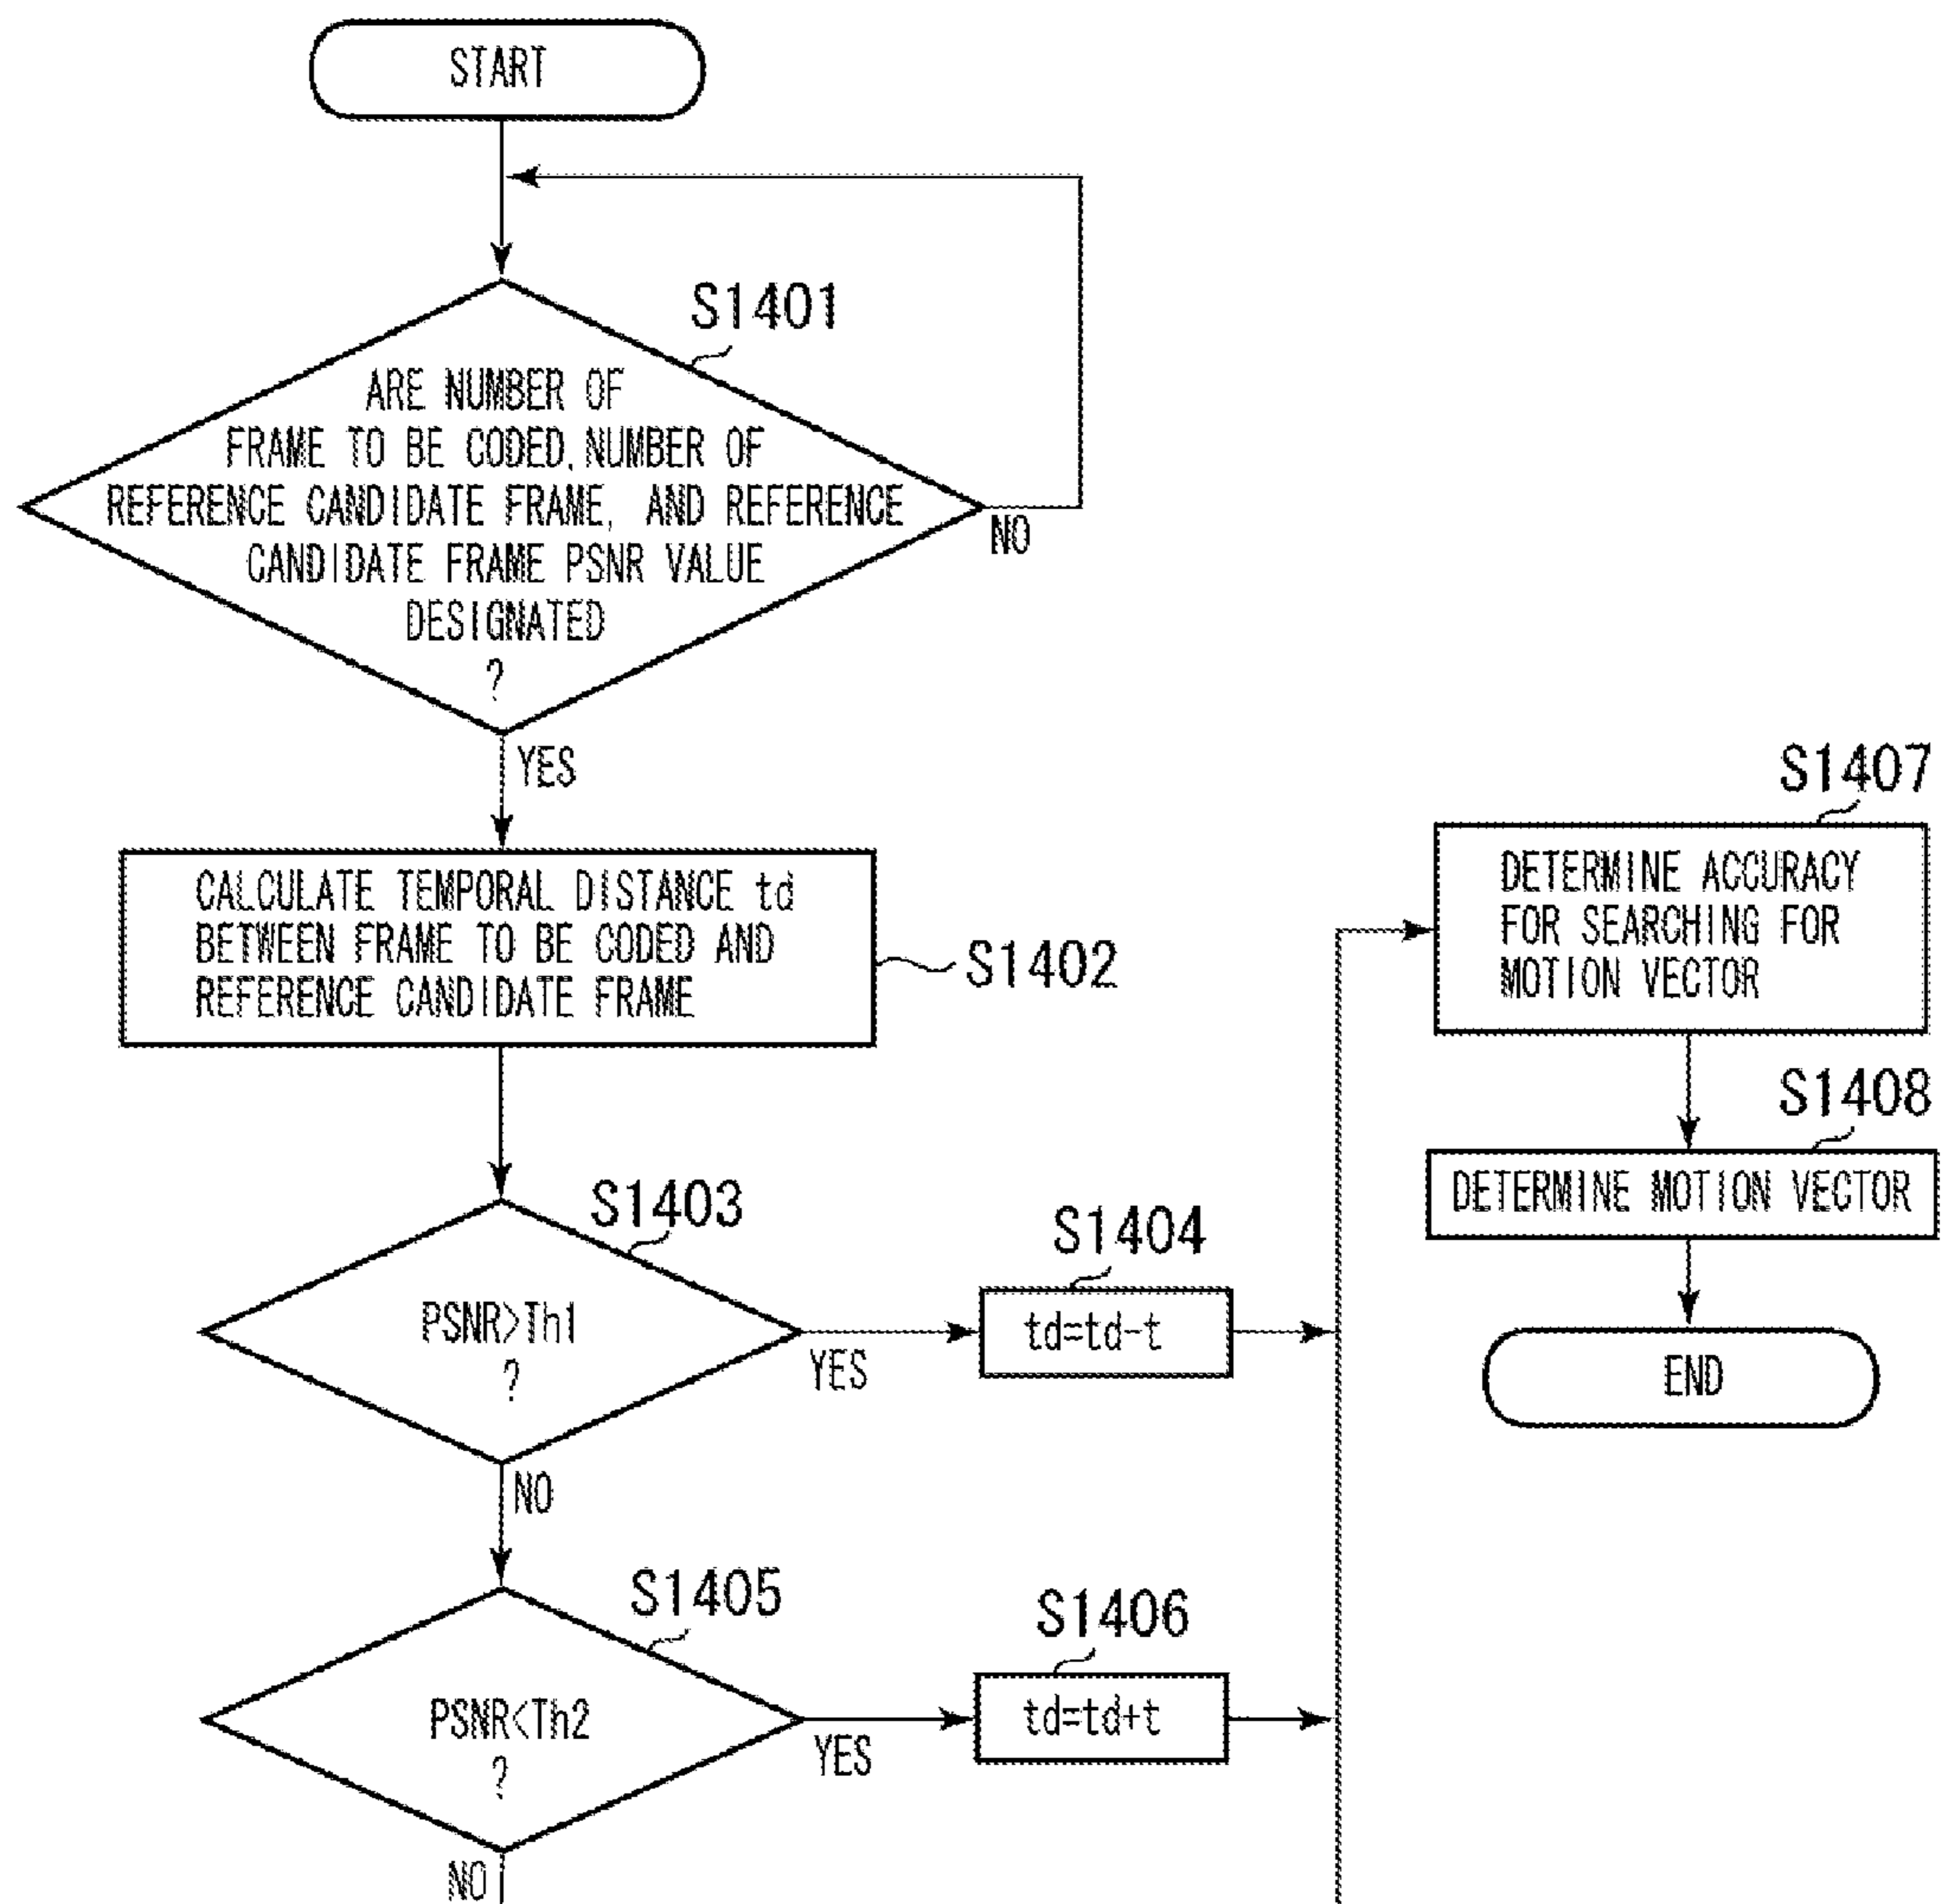 START
S1401
ARE NUMBER OF
FRAME TO BE CODED, NUMBER OF
REFERENCE CANDIDATE FRAME, AND REFERENCE
CANDIDATE FRAME PSNR VALUE
DESIGNATED
?
NO
YES
CALCULATE TEMPORAL DISTANCE td
BETWEEN FRAME TO BE CODED AND
REFERENCE CANDIDATE FRAME
S1402
S1403
PSNR>Th1
?
YES
NO
S1404
td=td-t
S1405
PSNR<Th2
?
YES
NO
S1406
td=td+t
S1407
DETERMINE ACCURACY
FOR SEARCHING FOR
MOTION VECTOR
S1408
DETERMINE MOTION VECTOR
END